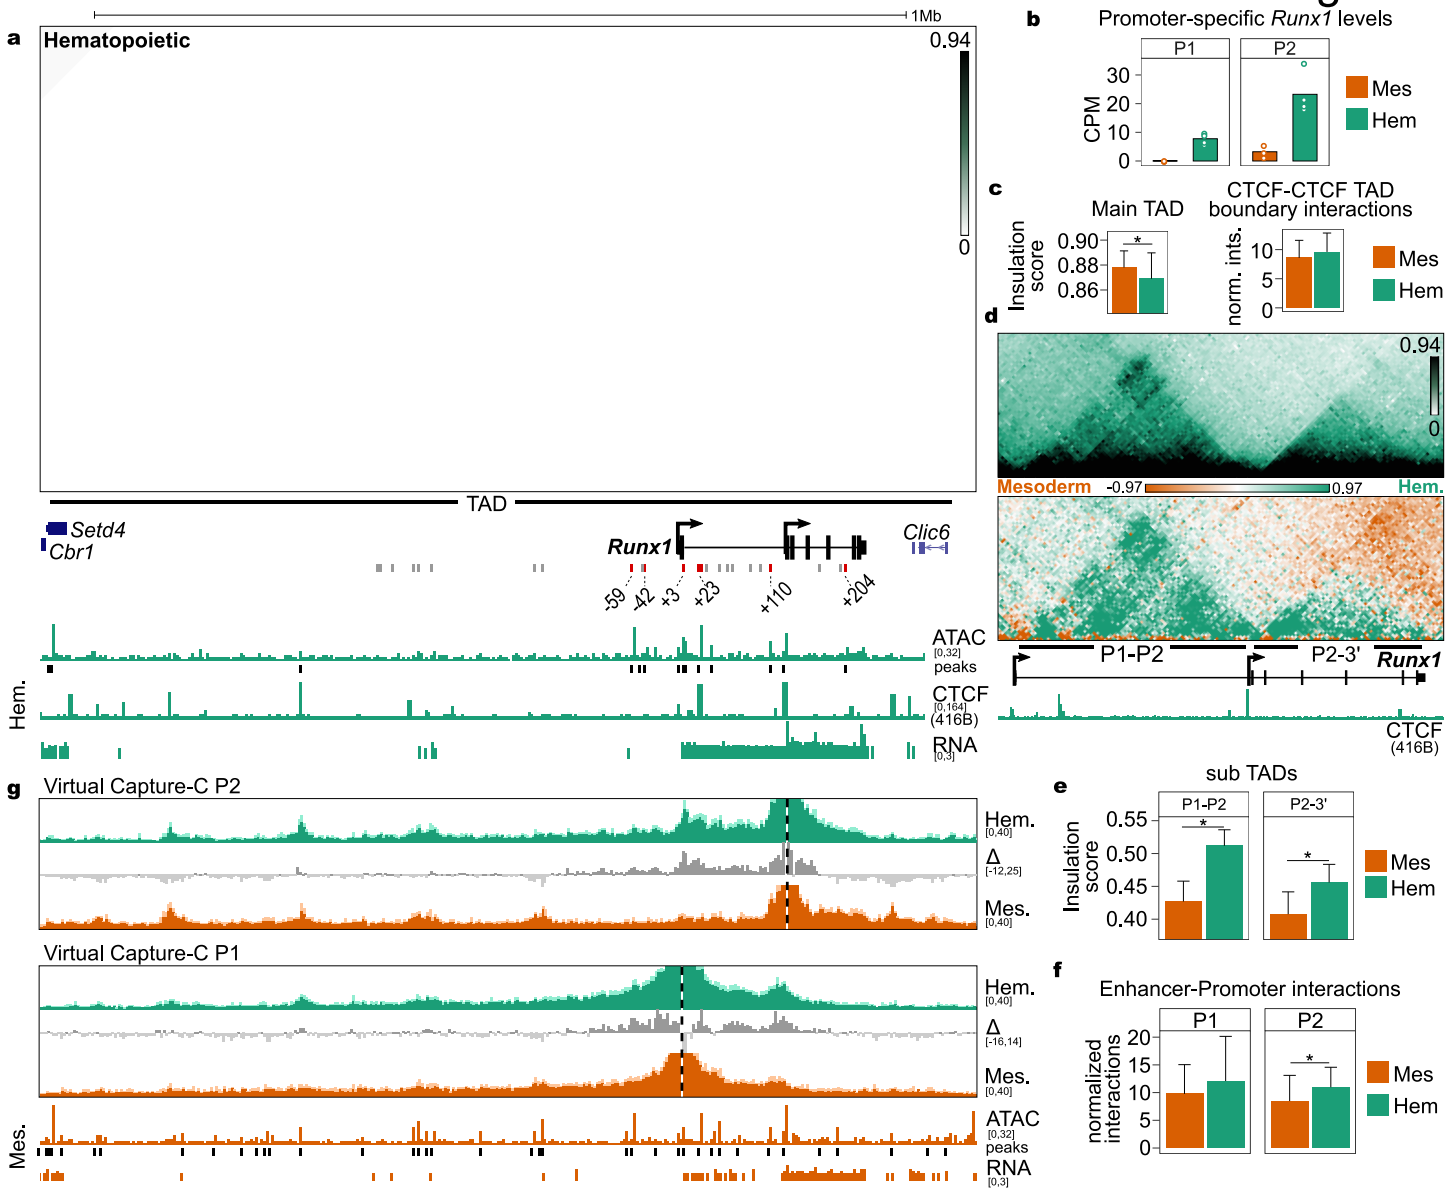 1Mb
a
Hematopoietic
0.94
0
TAD
Setd4
Cbr1
Runx1
Clic6
-59
-42
+3
+23
+110
+204
Hem.
ATAC
[0,32]
peaks
CTCF
[0,164]
(416B)
RNA
[0,3]
b
Promoter-specific Runx1 levels
P1
P2
CPM
30
20
10
0
Mes
Hem
c
Main TAD
Insulation
score
0.90
0.88
0.86
*
CTCF-CTCF TAD
boundary interactions
norm. ints.
10
5
0
Mes
Hem
d
0.94
0
Mesoderm
-0.97
0.97
Hem.
P1-P2
P2-3'
Runx1
CTCF
(416B)
e
sub TADs
P1-P2
P2-3'
Insulation
score
0.55
0.50
0.45
0.40
*
*
Mes
Hem
f
Enhancer-Promoter interactions
P1
P2
normalized
interactions
20
15
10
5
0
*
Mes
Hem
g
Virtual Capture-C P2
Hem.
[0,40]
Δ
[-12,25]
Mes.
[0,40]
Virtual Capture-C P1
Hem.
[0,40]
Δ
[-16,14]
Mes.
[0,40]
Mes.
ATAC
[0,32]
peaks
RNA
[0,3]